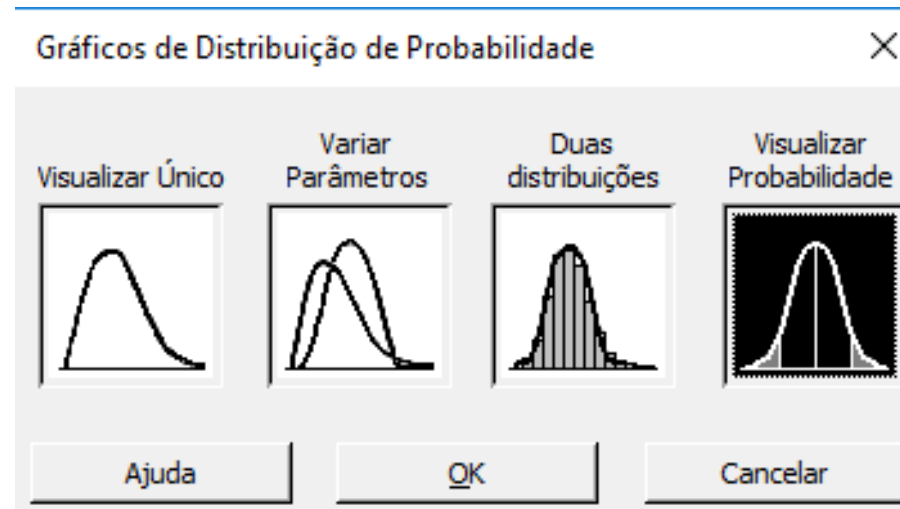 Gráficos de Distribuição de Probabilidade
Visualizar Único
Variar
Parâmetros
Duas
distribuições
Visualizar
Probabilidade
Ajuda
OK
Cancelar